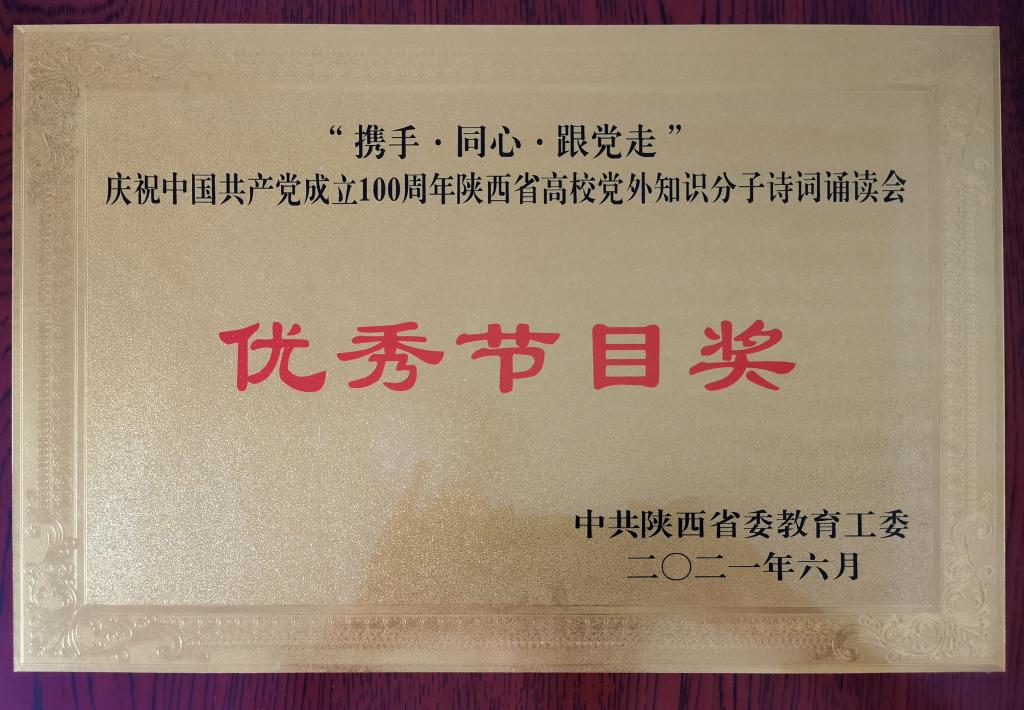 “携手·同心·跟党走”
庆祝中国共产党成立100周年陕西省高校党外知识分子诗词诵读会
优秀节目奖
中共陕西省委教育工委
二〇二一年六月